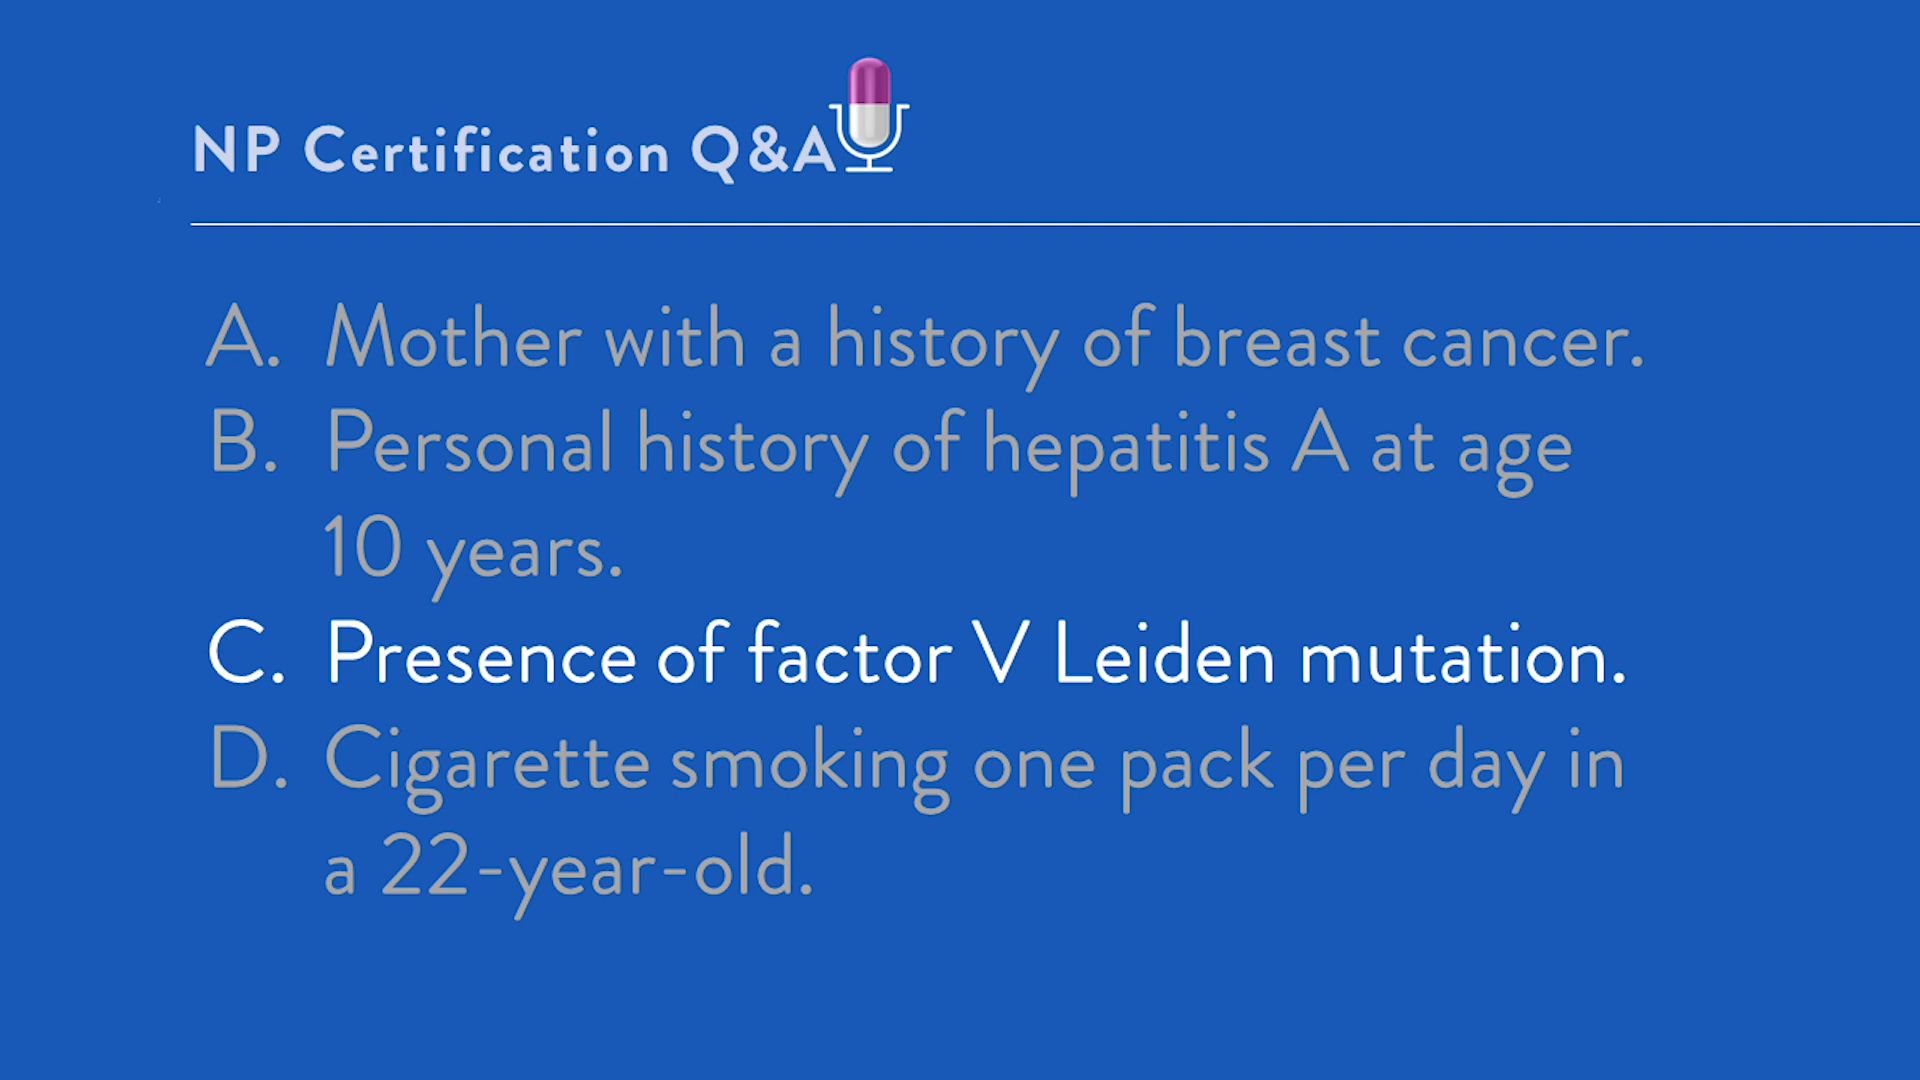 NP Certification Q&A
A. Mother with a history of breast cancer.
B. Personal history of hepatitis A at age
10 years.
C. Presence of factor V Leiden mutation.
D. Cigarette smoking one pack per day in
a 22-year-old.